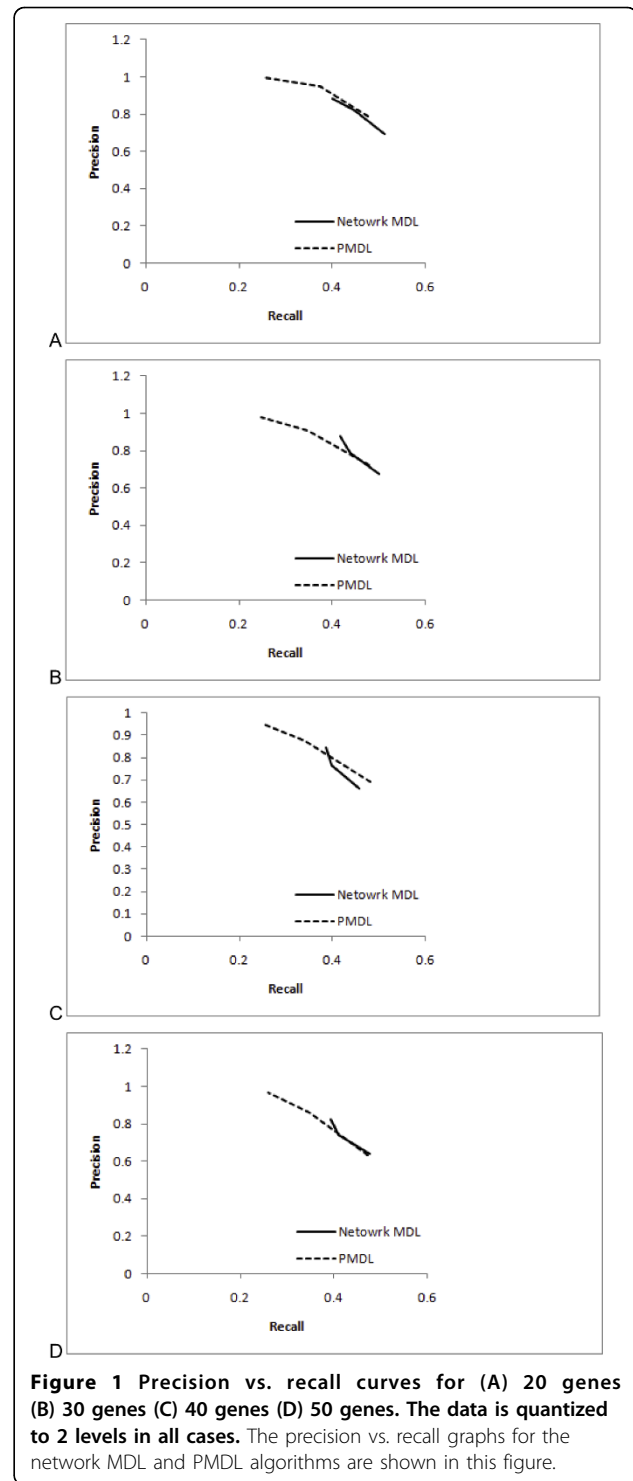 1.2
1
0.8
0.6
0.4
0.2
0
Precision
Netowrk MDL
PMDL
0 0.2 0.4 0.6
Recall
A
1.2
1
0.8
0.6
0.4
0.2
0
Precision
Netowrk MDL
PMDL
0 0.2 0.4 0.6
Recall
B
1
0.9
0.8
0.7
0.6
0.5
0.4
0.3
0.2
0.1
0
Precision
Netowrk MDL
PMDL
0 0.2 0.4 0.6
Recall
C
1.2
1
0.8
0.6
0.4
0.2
0
Precision
Netowrk MDL
PMDL
0 0.2 0.4 0.6
Recall
D
Figure 1 Precision vs. recall curves for (A) 20 genes
(B) 30 genes (C) 40 genes (D) 50 genes. The data is quantized
to 2 levels in all cases. The precision vs. recall graphs for the
network MDL and PMDL algorithms are shown in this figure.